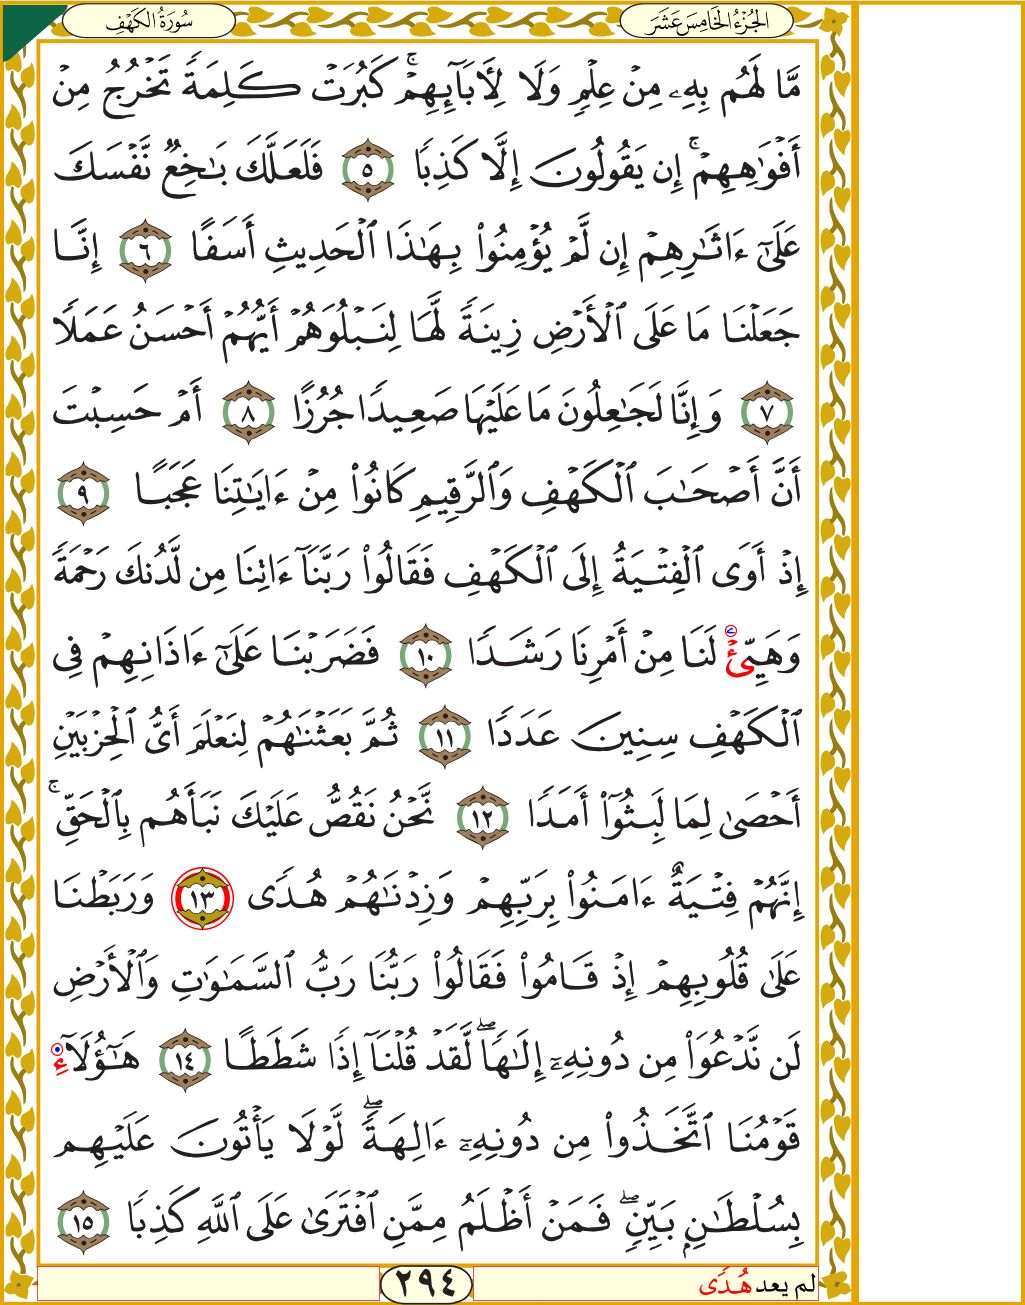 الجُزْءُ الْخَامِسَ عَشَرَ
سُورَةُ الكَهْفِ
مَّا لَهُم بِهِۦ مِنْ عِلْمٍ وَلَا لِأٓبَآئِهِمْۚ كَبُرَتْ كَلِمَةً تَخْرُجُ مِنْ
أَفْوَٰهِهِمْۚ إِن يَقُولُونَ إِلَّا كَذِبًا ٥ فَلَعَلَّكَ بَٰخِعٌ نَّفْسَكَ
عَلَىٰٓ ءَاثَٰرِهِمْ إِن لَّمْ يُؤْمِنُوا۟ بِهَٰذَا ٱلْحَدِيثِ أَسَفًا ٦ إِنَّا
جَعَلْنَا مَا عَلَى ٱلْأَرْضِ زِينَةً لَّهَا لِنَبْلُوَهُمْ أَيُّهُمْ أَحْسَنُ عَمَلًا
٧ وَإِنَّا لَجَٰعِلُونَ مَا عَلَيْهَا صَعِيدًا جُرُزًا ٨ أَمْ حَسِبْتَ
أَنَّ أَصْحَٰبَ ٱلْكَهْفِ وَٱلرَّقِيمِ كَانُوا۟ مِنْ ءَايَٰتِنَا عَجَبًا ٩
إِذْ أَوَى ٱلْفِتْيَةُ إِلَى ٱلْكَهْفِ فَقَالُوا۟ رَبَّنَآ ءَاتِنَا مِن لَّدُنكَ رَحْمَةً
وَهَيِّئْ لَنَا مِنْ أَمْرِنَا رَشَدًا ١٠ فَضَرَبْنَا عَلَىٰٓ ءَاذَانِهِمْ فِى
ٱلْكَهْفِ سِنِينَ عَدَدًا ١١ ثُمَّ بَعَثْنَٰهُمْ لِنَعْلَمَ أَىُّ ٱلْحِزْبَيْنِ
أَحْصَىٰ لِمَا لَبِثُوٓا۟ أَمَدًا ١٢ نَّحْنُ نَقُصُّ عَلَيْكَ نَبَأَهُم بِٱلْحَقِّۚ
إِنَّهُمْ فِتْيَةٌ ءَامَنُوا۟ بِرَبِّهِمْ وَزِدْنَٰهُمْ هُدًى ١٣ وَرَبَطْنَا
عَلَىٰ قُلُوبِهِمْ إِذْ قَامُوا۟ فَقَالُوا۟ رَبُّنَا رَبُّ ٱلسَّمَٰوَٰتِ وَٱلْأَرْضِ
لَن نَّدْعُوَا۟ مِن دُونِهِۦٓ إِلَٰهًاۖ لَّقَدْ قُلْنَآ إِذًا شَطَطًا ١٤ هَٰٓؤُلَآءِ
قَوْمُنَا ٱتَّخَذُوا۟ مِن دُونِهِۦٓ ءَالِهَةًۖ لَّوْلَا يَأْتُونَ عَلَيْهِم
بِسُلْطَٰنٍۭ بَيِّنٍۖ فَمَنْ أَظْلَمُ مِمَّنِ ٱفْتَرَىٰ عَلَى ٱللَّهِ كَذِبًا ١٥
لم يعد هُدًى
٢٩٤